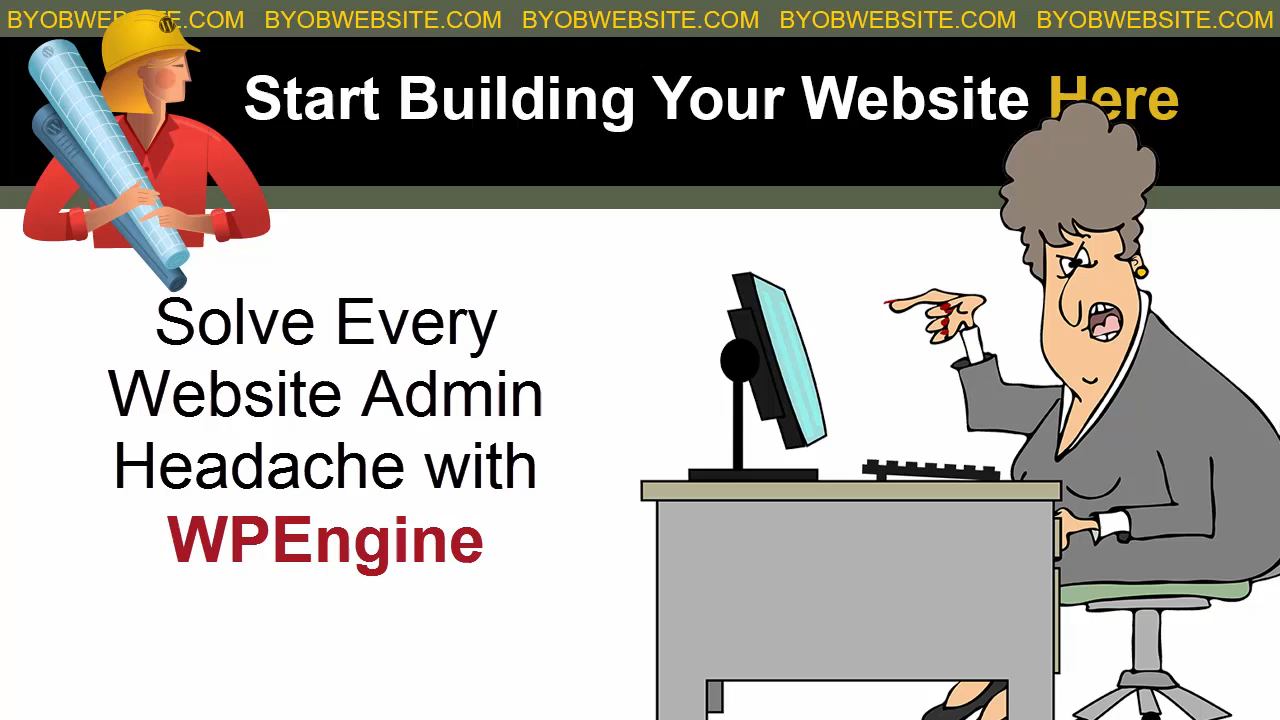 BYOBWEBSITE.COM BYOBWEBSITE.COM BYOBWEBSITE.COM BYOBWEBSITE.COM BYOBWEBSITE.COM
Start Building Your Website Here
Solve Every
Website Admin
Headache with
WPEngine